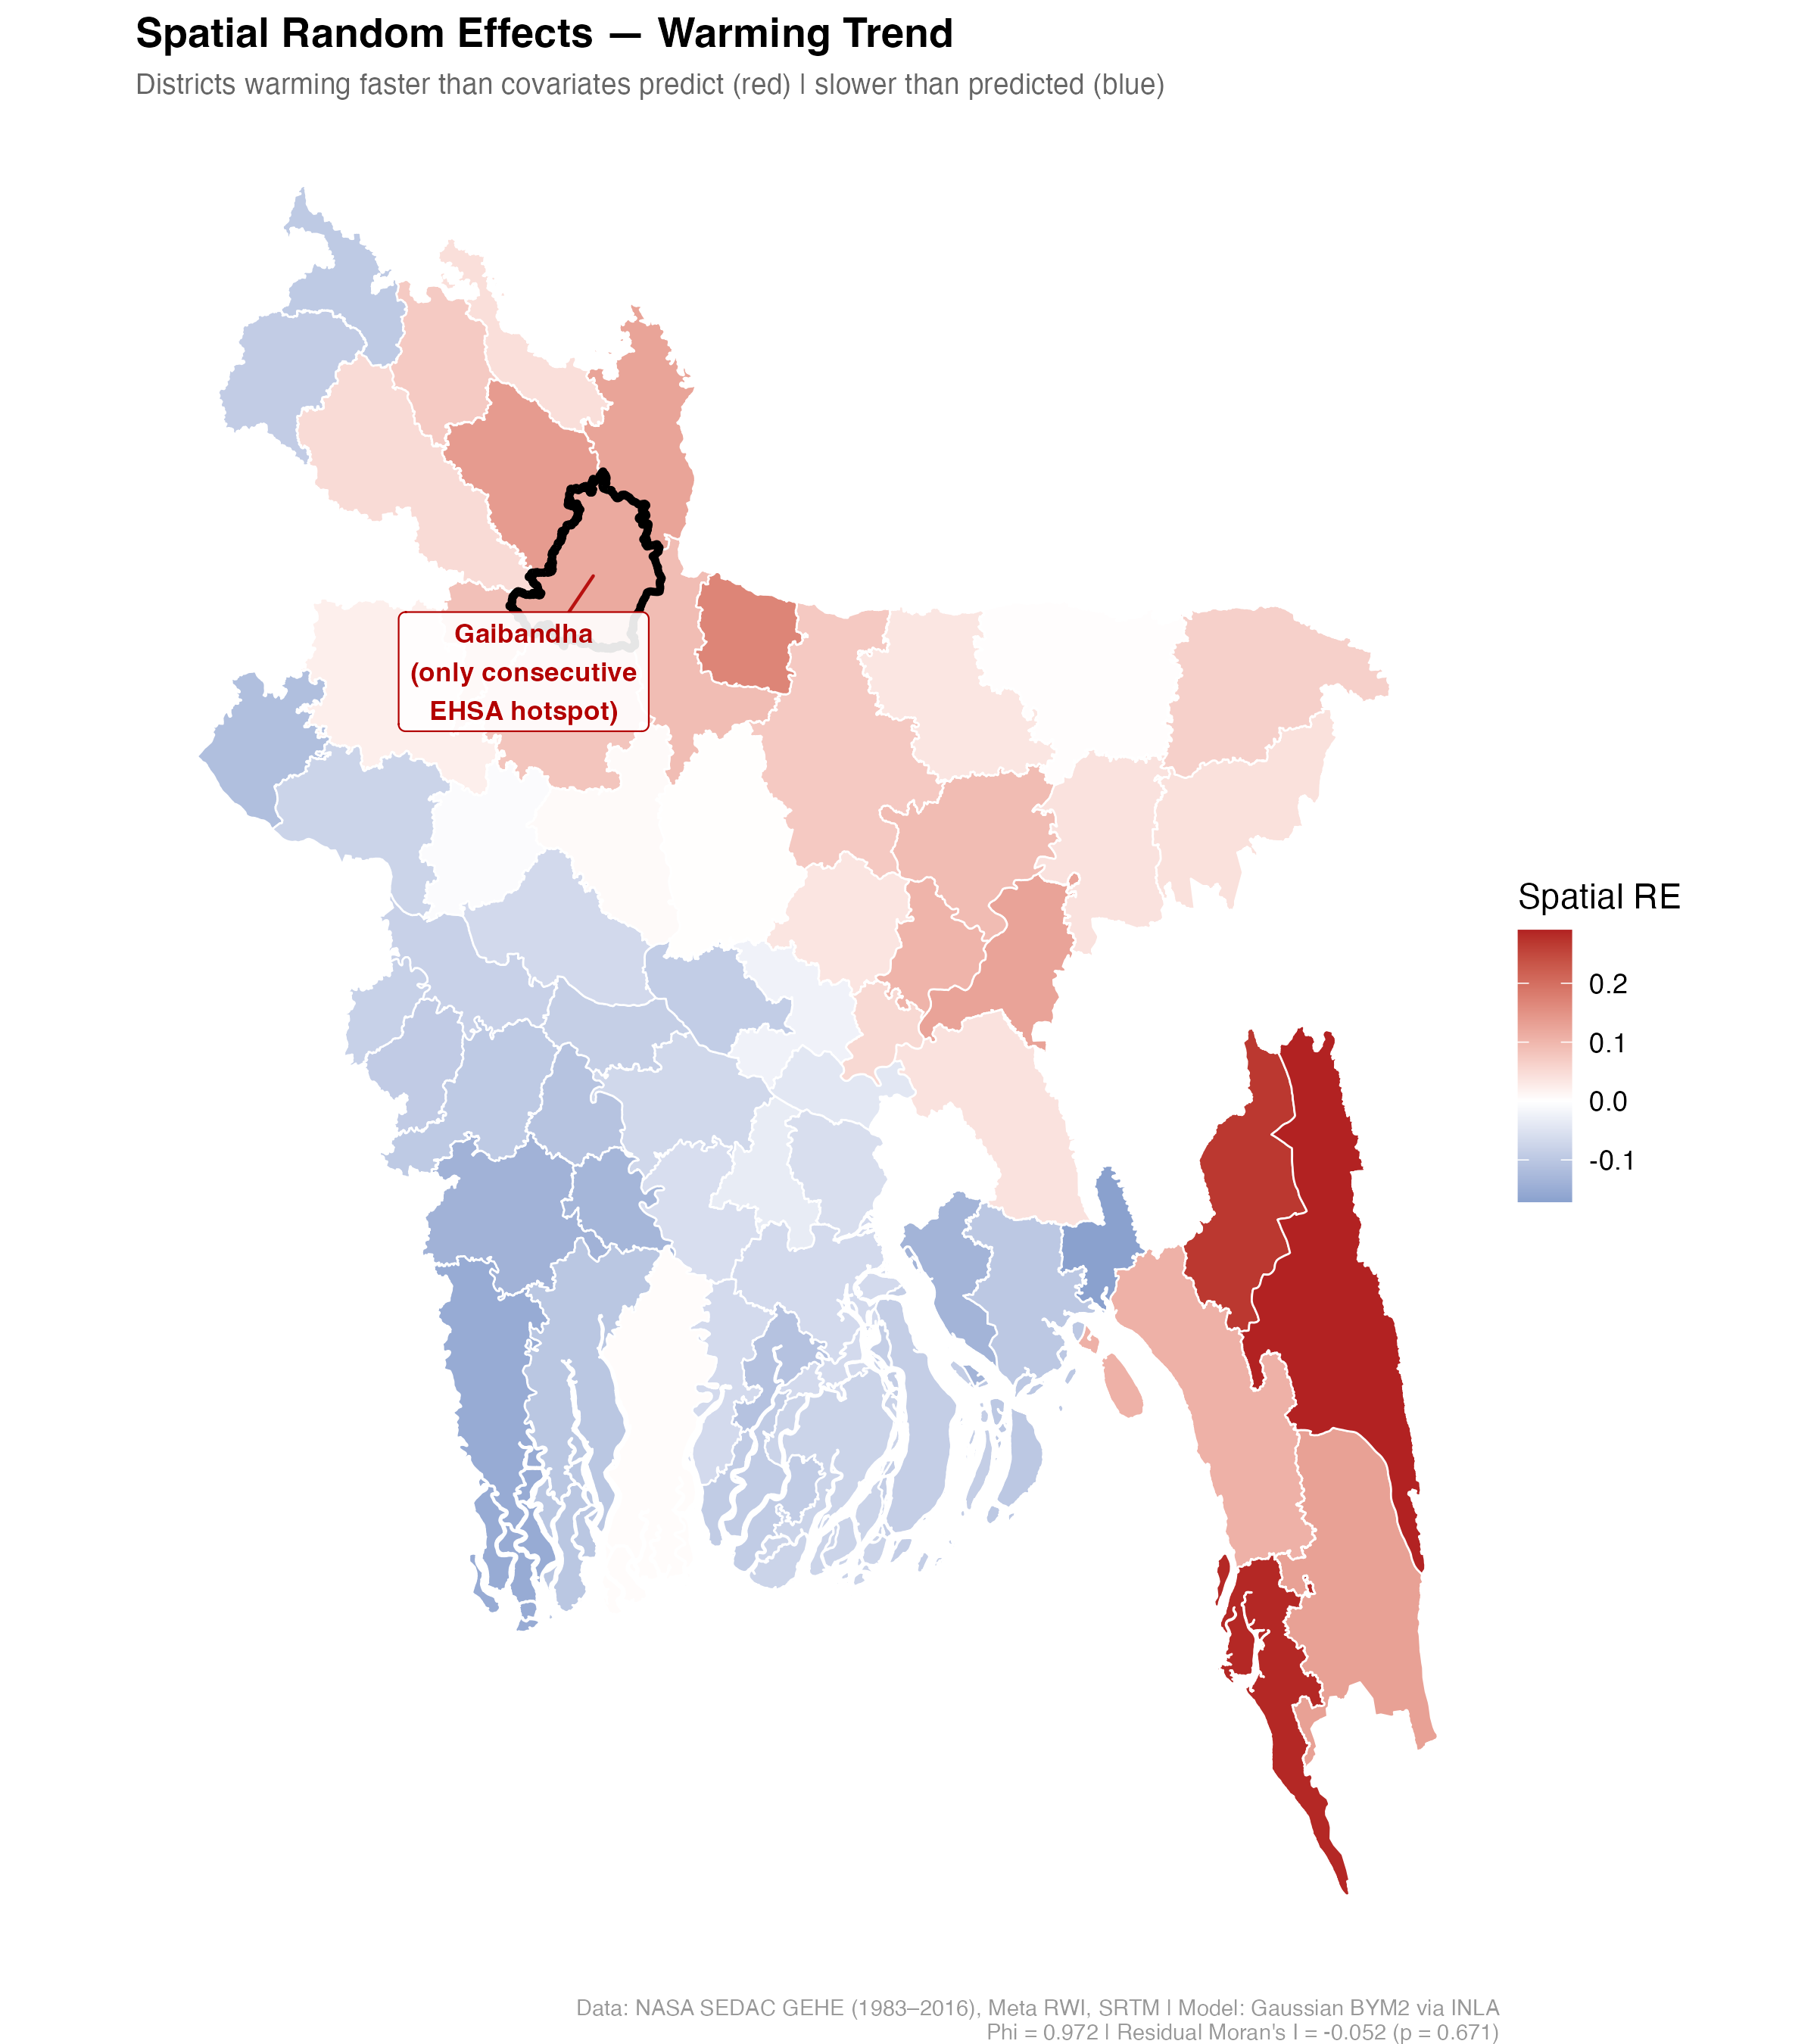 Spatial Random Effects — Warming Trend
Districts warming faster than covariates predict (red) | slower than predicted (blue)
Gaibandha
(only consecutive
EHSA hotspot)
Spatial RE
0.2
0.1
0.0
-0.1
Data: NASA SEDAC GEHE (1983–2016), Meta RWI, SRTM | Model: Gaussian BYM2 via INLA
Phi = 0.972 | Residual Moran's I = -0.052 (p = 0.671)